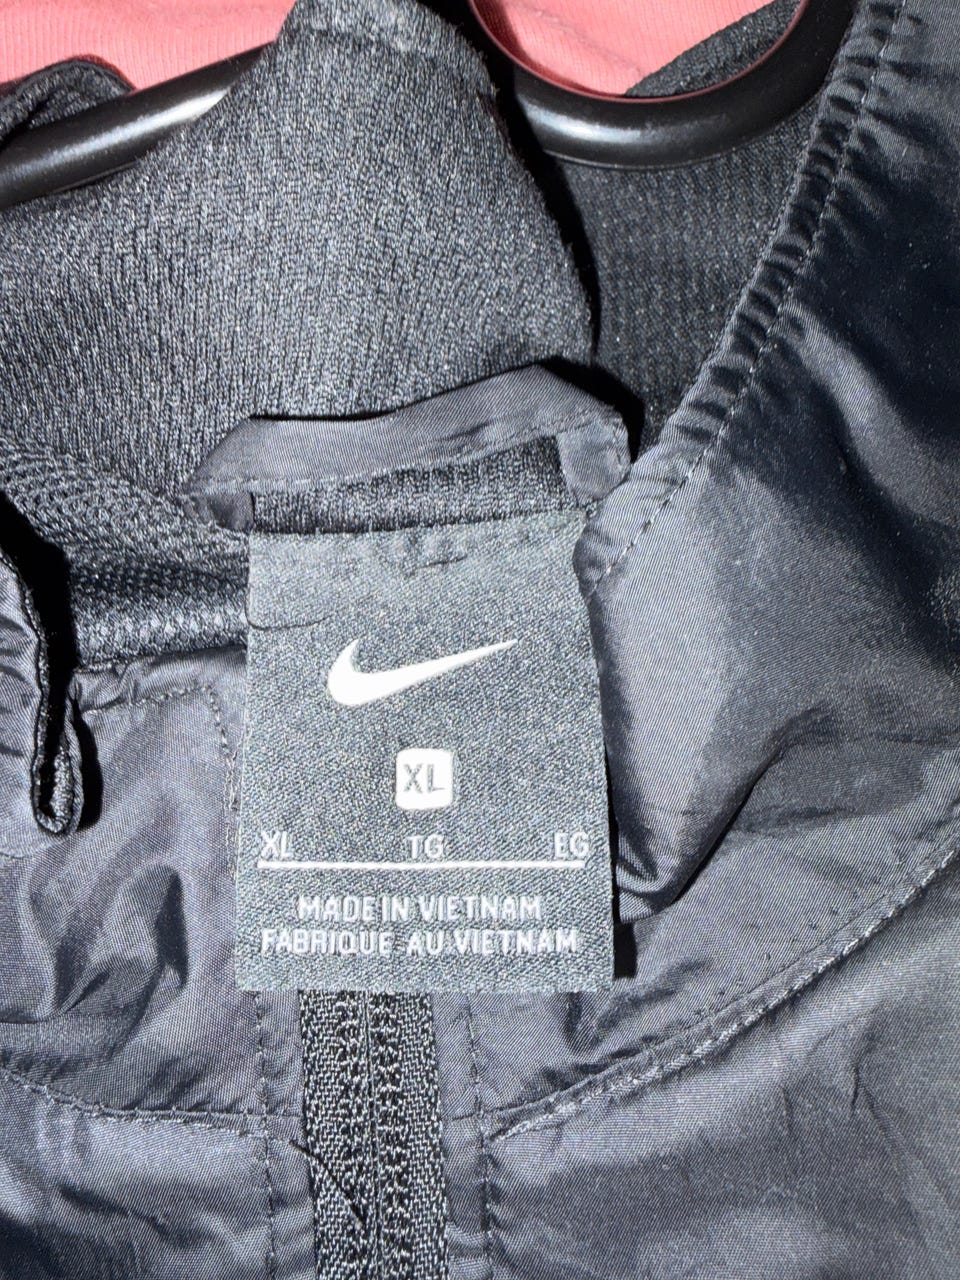 XL
XL TG EG
MADE IN VIETNAM
FABRIQUE AU VIETNAM